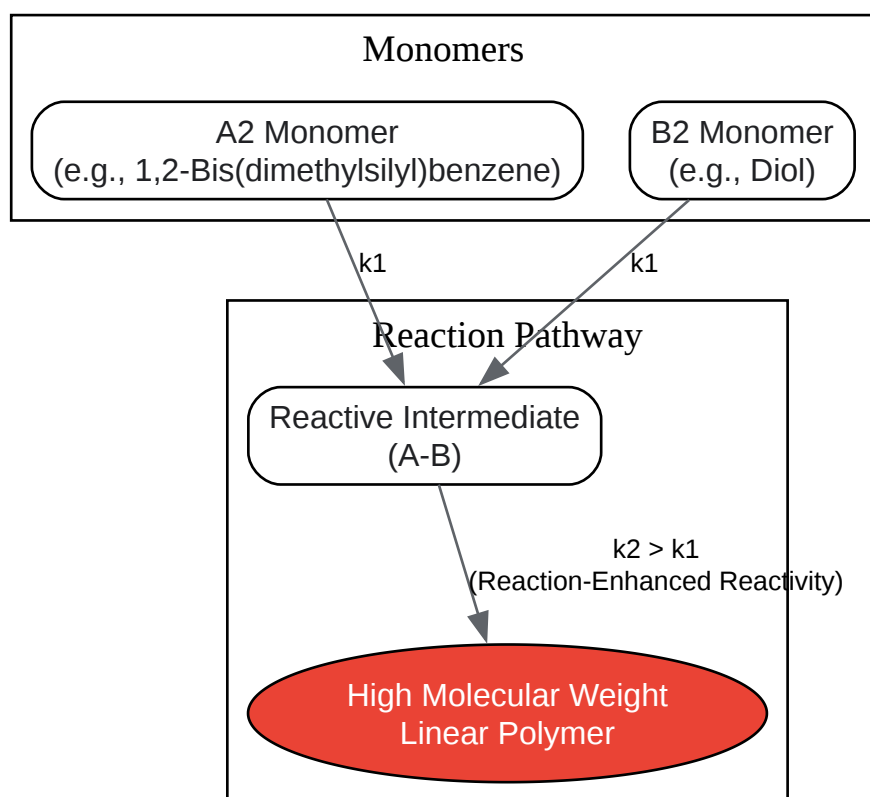 Monomers
A2 Monomer
(e.g., 1,2-Bis(dimethylsilyl)benzene)
B2 Monomer
(e.g., Diol)
k1
k1
Reaction Pathway
Reactive Intermediate
(A-B)
k2 > k1
(Reaction-Enhanced Reactivity)
High Molecular Weight
Linear Polymer